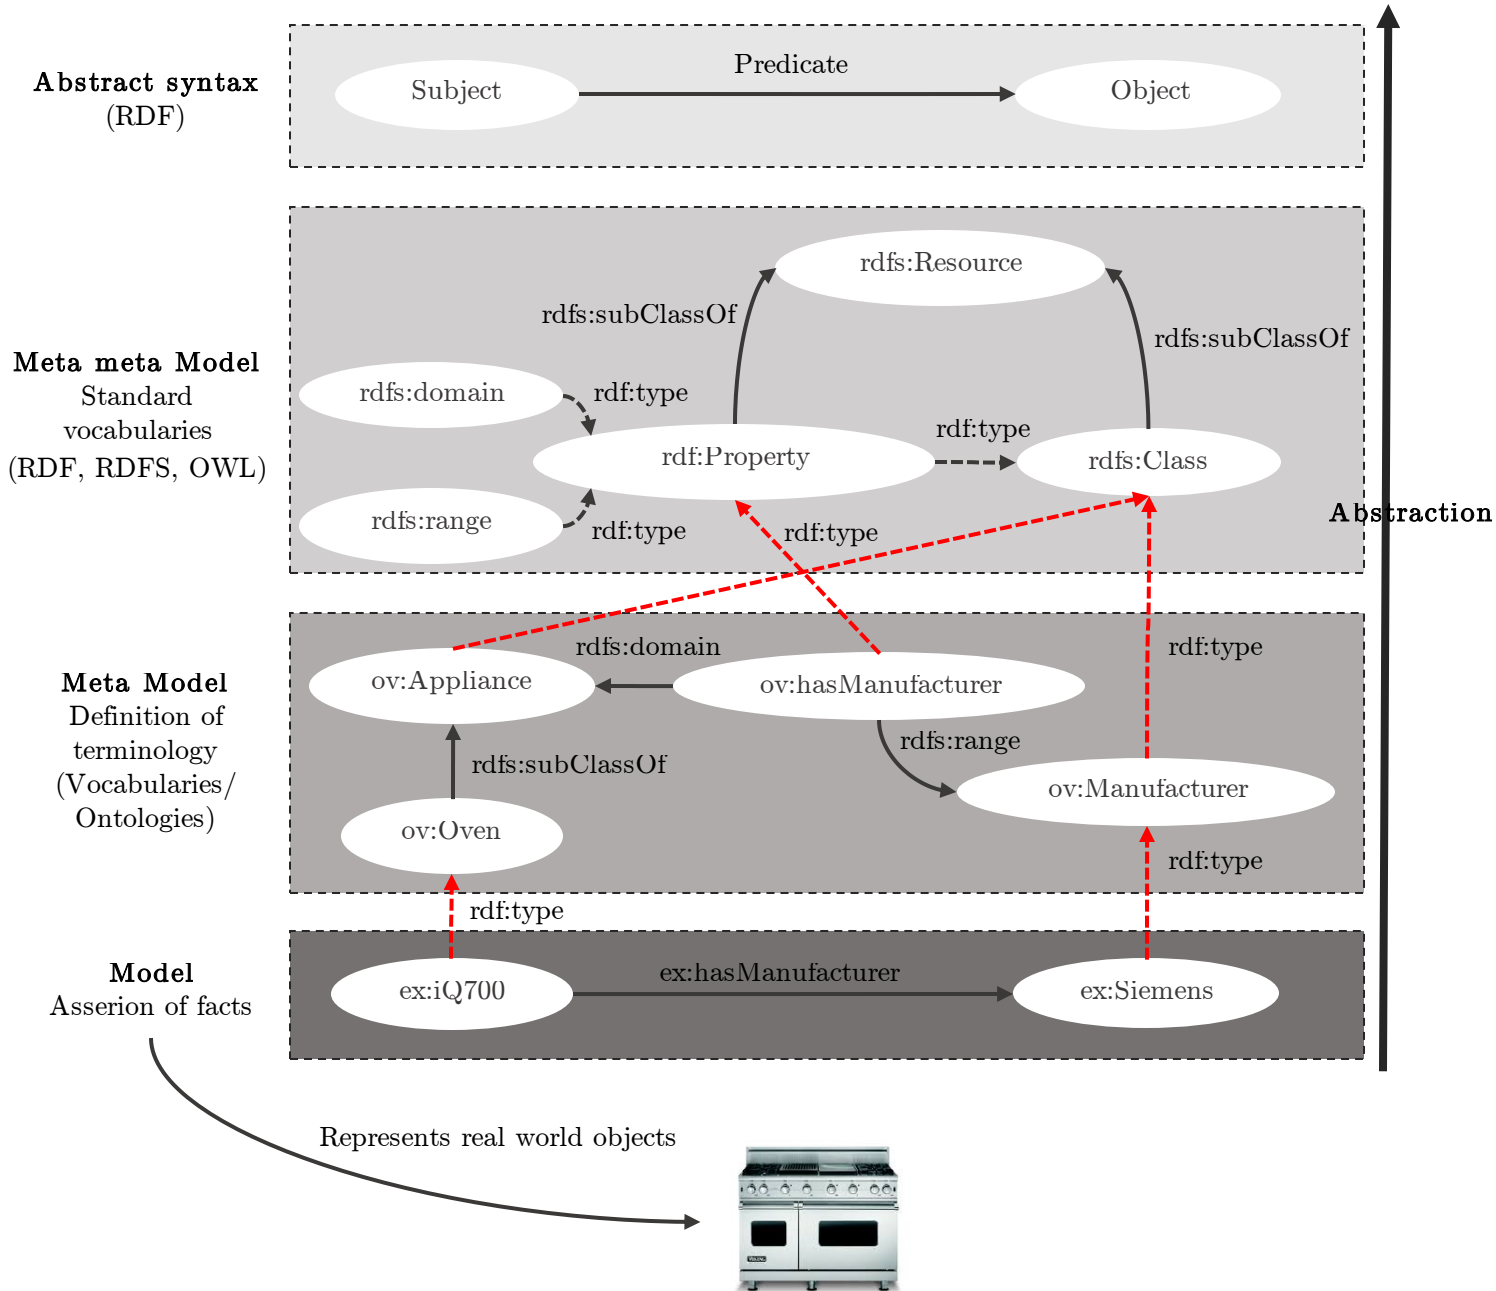 Abstract syntax
(RDF)
Subject
Predicate
Object
Meta meta Model
Standard
vocabularies
(RDF, RDFS, OWL)
rdfs:Resource
rdfs:subClassOf
rdfs:subClassOf
rdfs:domain
rdf:type
rdf:Property
rdf:type
rdfs:Class
rdfs:range
rdf:type
rdf:type
Abstraction
Meta Model
Definition of
terminology
(Vocabularies/
Ontologies)
rdfs:domain
rdf:type
ov:Appliance
ov:hasManufacturer
rdfs:range
rdfs:subClassOf
ov:Manufacturer
ov:Oven
rdf:type
rdf:type
Model
Asserion of facts
ex:iQ700
ex:hasManufacturer
ex:Siemens
Represents real world objects
VIKING